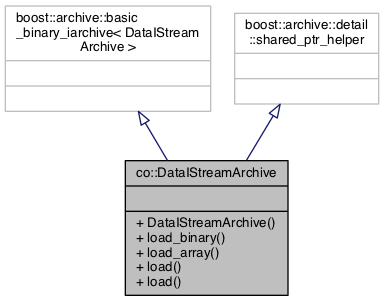 boost::archive::basic
_binary_iarchive< DataIStream
Archive >
boost::archive::detail
::shared_ptr_helper
co::DataIStreamArchive
+ DataIStreamArchive()
+ load_binary()
+ load_array()
+ load()
+ load()